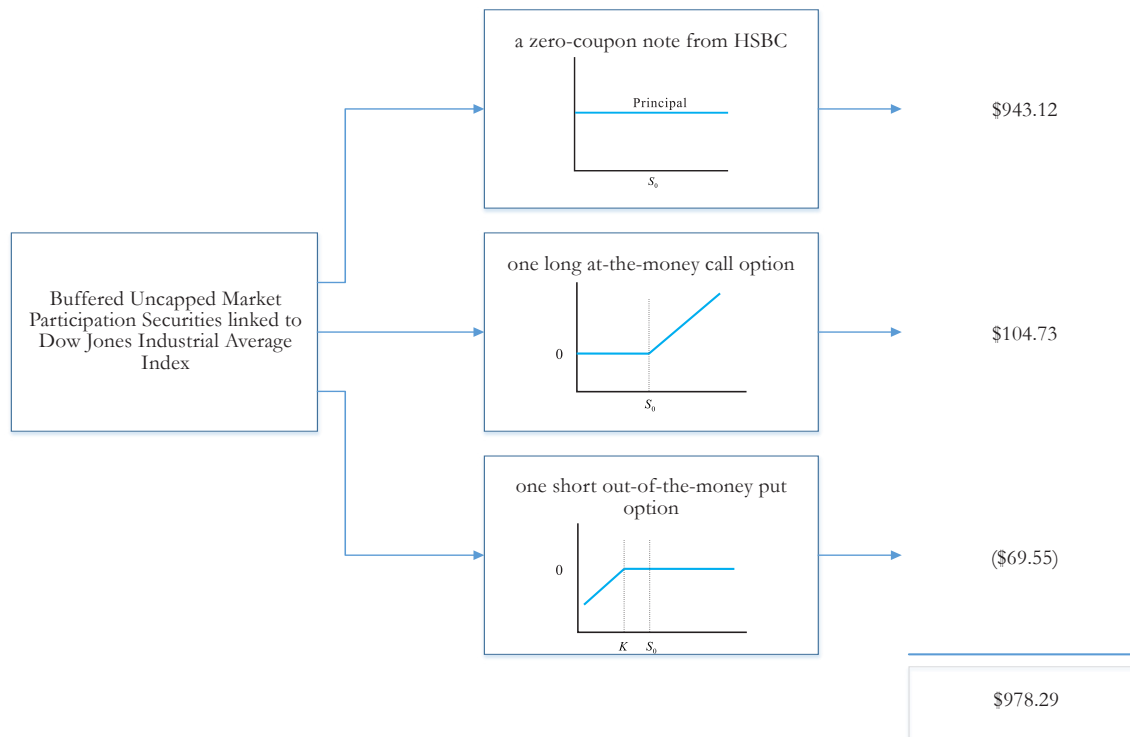 a zero-coupon note from HSBC
Principal
S₀
$943.12
Buffered Uncapped Market
Participation Securities linked to
Dow Jones Industrial Average
Index
one long at-the-money call option
0
S₀
$104.73
one short out-of-the-money put
option
0
K S₀
($69.55)
$978.29